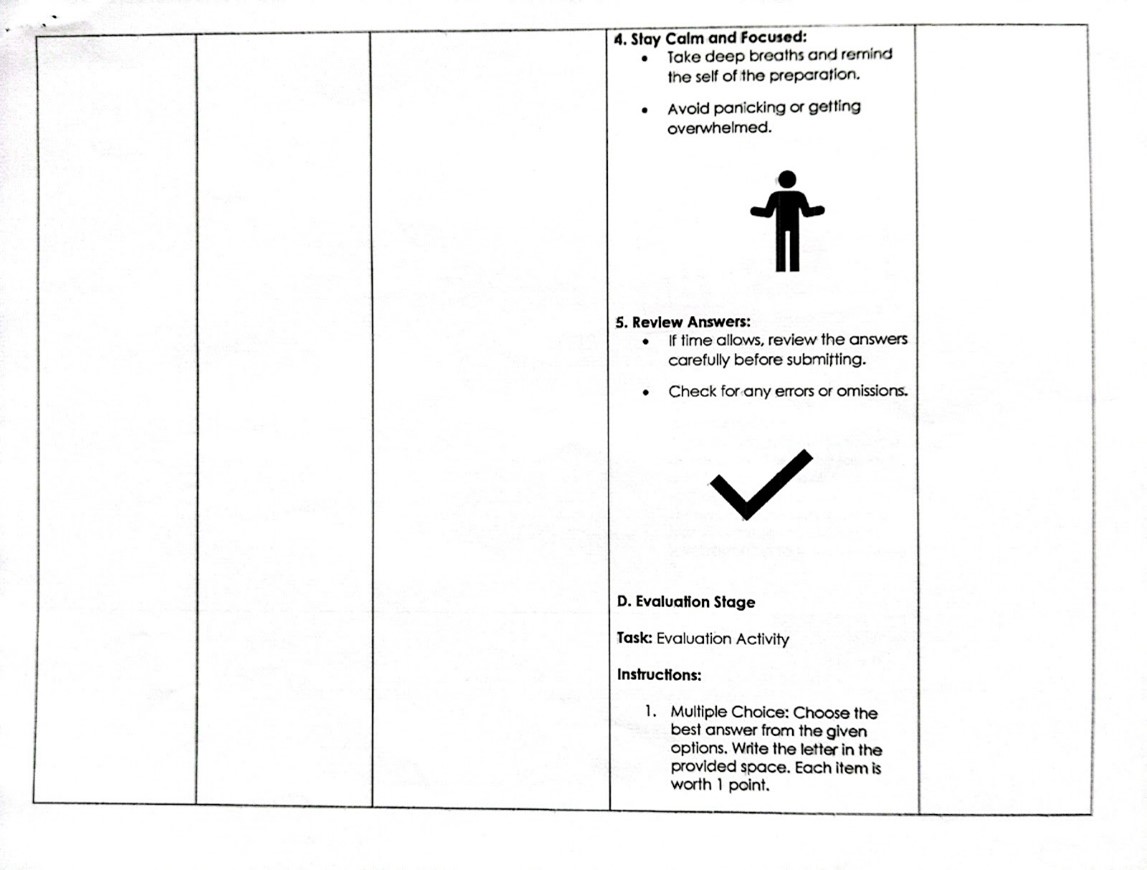 4. Stay Calm and Focused:
• Take deep breaths and remind
the self of the preparation.
• Avoid panicking or getting
overwhelmed.
5. Review Answers:
• If time allows, review the answers
carefully before submitting.
• Check for any errors or omissions.
D. Evaluation Stage
Task: Evaluation Activity
Instructions:
1. Multiple Choice: Choose the
best answer from the given
options. Write the letter in the
provided space. Each item is
worth 1 point.